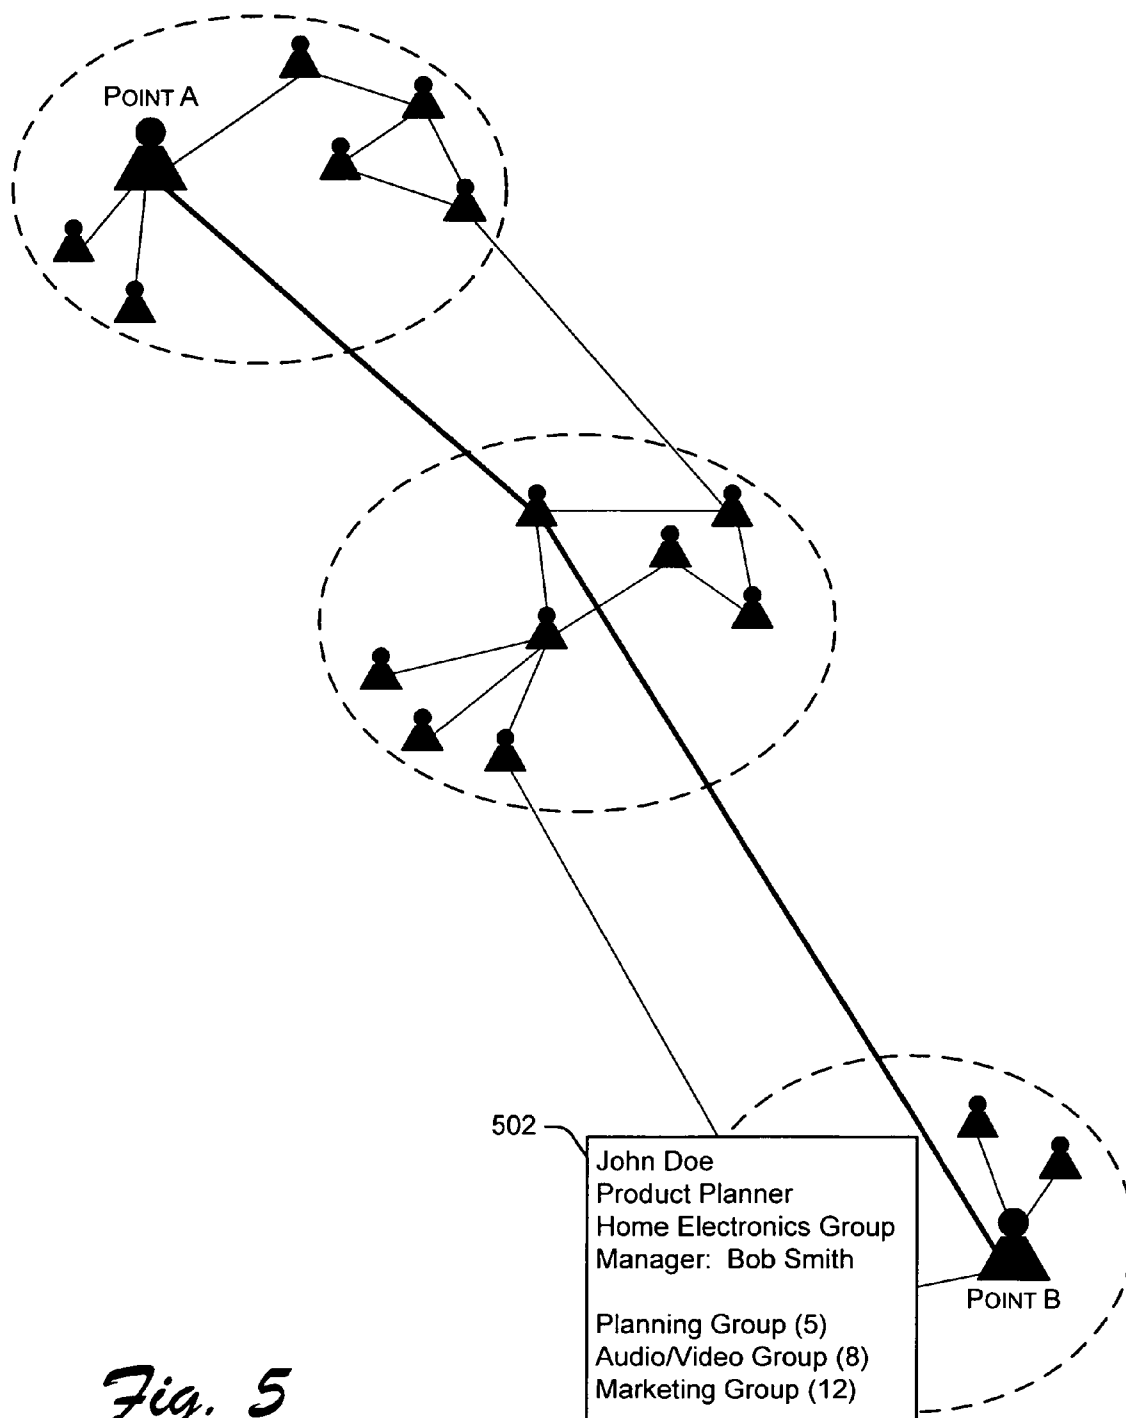 POINT A
502
John Doe
Product Planner
Home Electronics Group
Manager: Bob Smith
Planning Group (5)
Audio/Video Group (8)
Marketing Group (12)
POINT B
Fig. 5